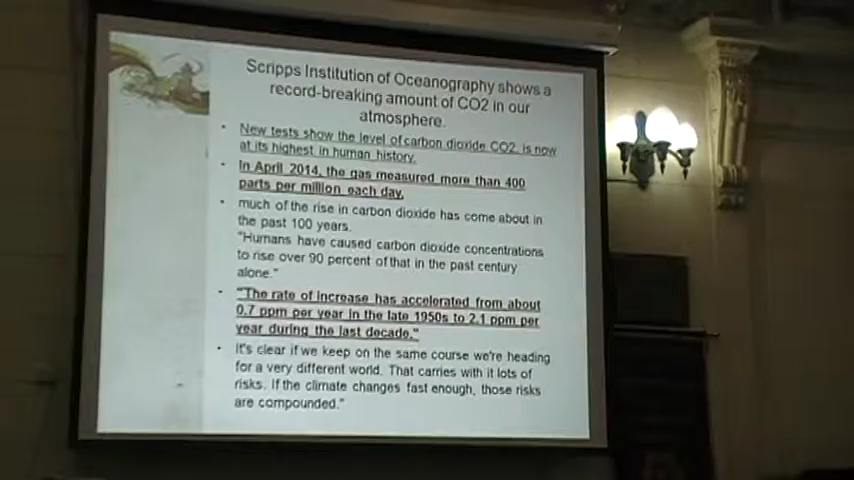 Scripps Institution of Oceanography shows a
record-breaking amount of CO2 in our
atmosphere.
• New tests show the level of carbon dioxide CO2, is now
at its highest in human history.
• In April 2014, the gas measured more than 400
parts per million each day.
• much of the rise in carbon dioxide has come about in
the past 100 years.
"Humans have caused carbon dioxide concentrations
to rise over 90 percent of that in the past century
alone."
• "The rate of increase has accelerated from about
0.7 ppm per year in the late 1950s to 2.1 ppm per
year during the last decade."
• It's clear if we keep on the same course we're heading
for a very different world. That carries with it lots of
risks. If the climate changes fast enough, those risks
are compounded."